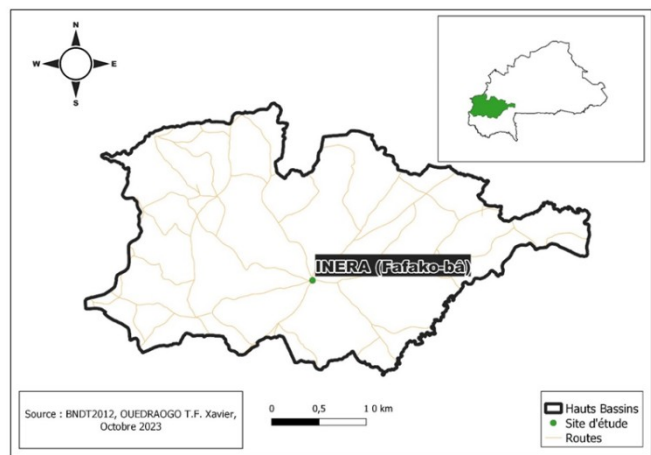 N
W E
S
INERA (Fafako-bâ)
Source : BNDT2012, OUEDRAOGO T.F. Xavier,
Octobre 2023
0 0,5 1 0 km
Hauts Bassins
Site d'étude
Routes